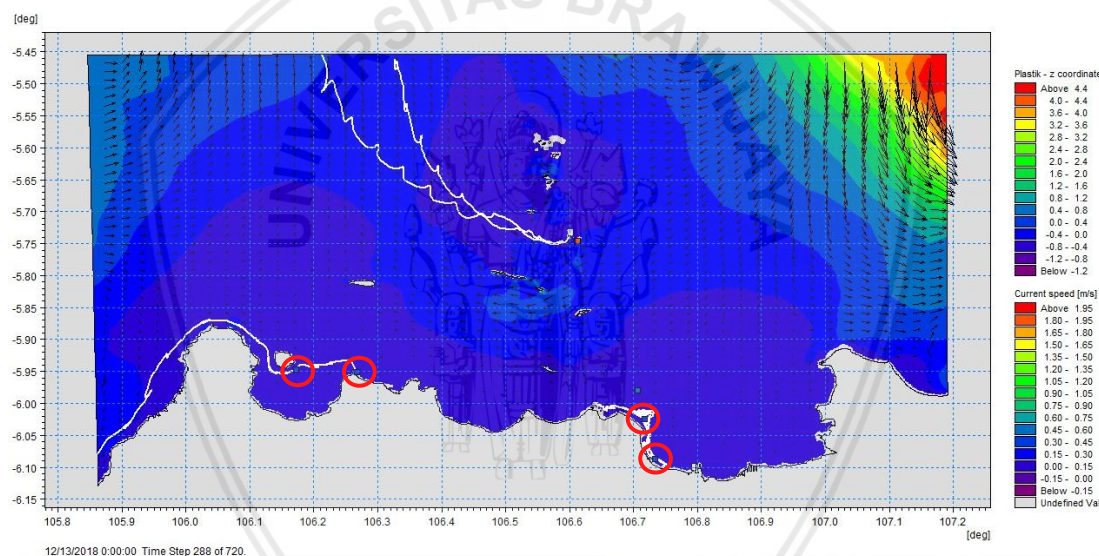 [deg]
UNIVERSITAS BRAWIJAYA
-5.45
-5.50
-5.55
-5.60
-5.65
-5.70
-5.75
-5.80
-5.85
-5.90
-5.95
-6.00
-6.05
-6.10
-6.15
105.8 105.9 106.0 106.1 106.2 106.3 106.4 106.5 106.6 106.7 106.8 106.9 107.0 107.1 107.2
[deg]
12/13/2018 0:00:00 Time Step 288 of 720.
Plastik - z coordinate
Above 4.4
4.0 - 4.4
3.6 - 4.0
3.2 - 3.6
2.8 - 3.2
2.4 - 2.8
2.0 - 2.4
1.6 - 2.0
1.2 - 1.6
0.8 - 1.2
0.4 - 0.8
0.0 - 0.4
-0.4 - 0.0
-0.8 - -0.4
-1.2 - -0.8
Below -1.2
Current speed [m/s]
Above 1.95
1.80 - 1.95
1.65 - 1.80
1.50 - 1.65
1.35 - 1.50
1.20 - 1.35
1.05 - 1.20
0.90 - 1.05
0.75 - 0.90
0.60 - 0.75
0.45 - 0.60
0.30 - 0.45
0.15 - 0.30
0.00 - 0.15
-0.15 - 0.00
Below -0.15
Undefined Val